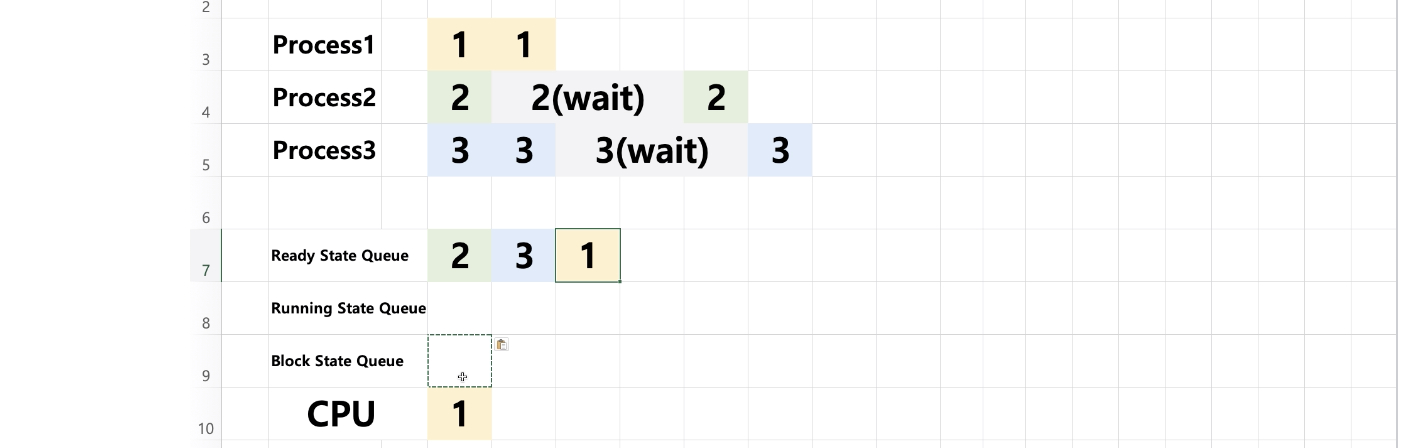 2
3 Process1 1 1
4 Process2 2 2(wait) 2
5 Process3 3 3 3(wait) 3
6
7 Ready State Queue 2 3 1
8 Running State Queue
9 Block State Queue
10 CPU 1